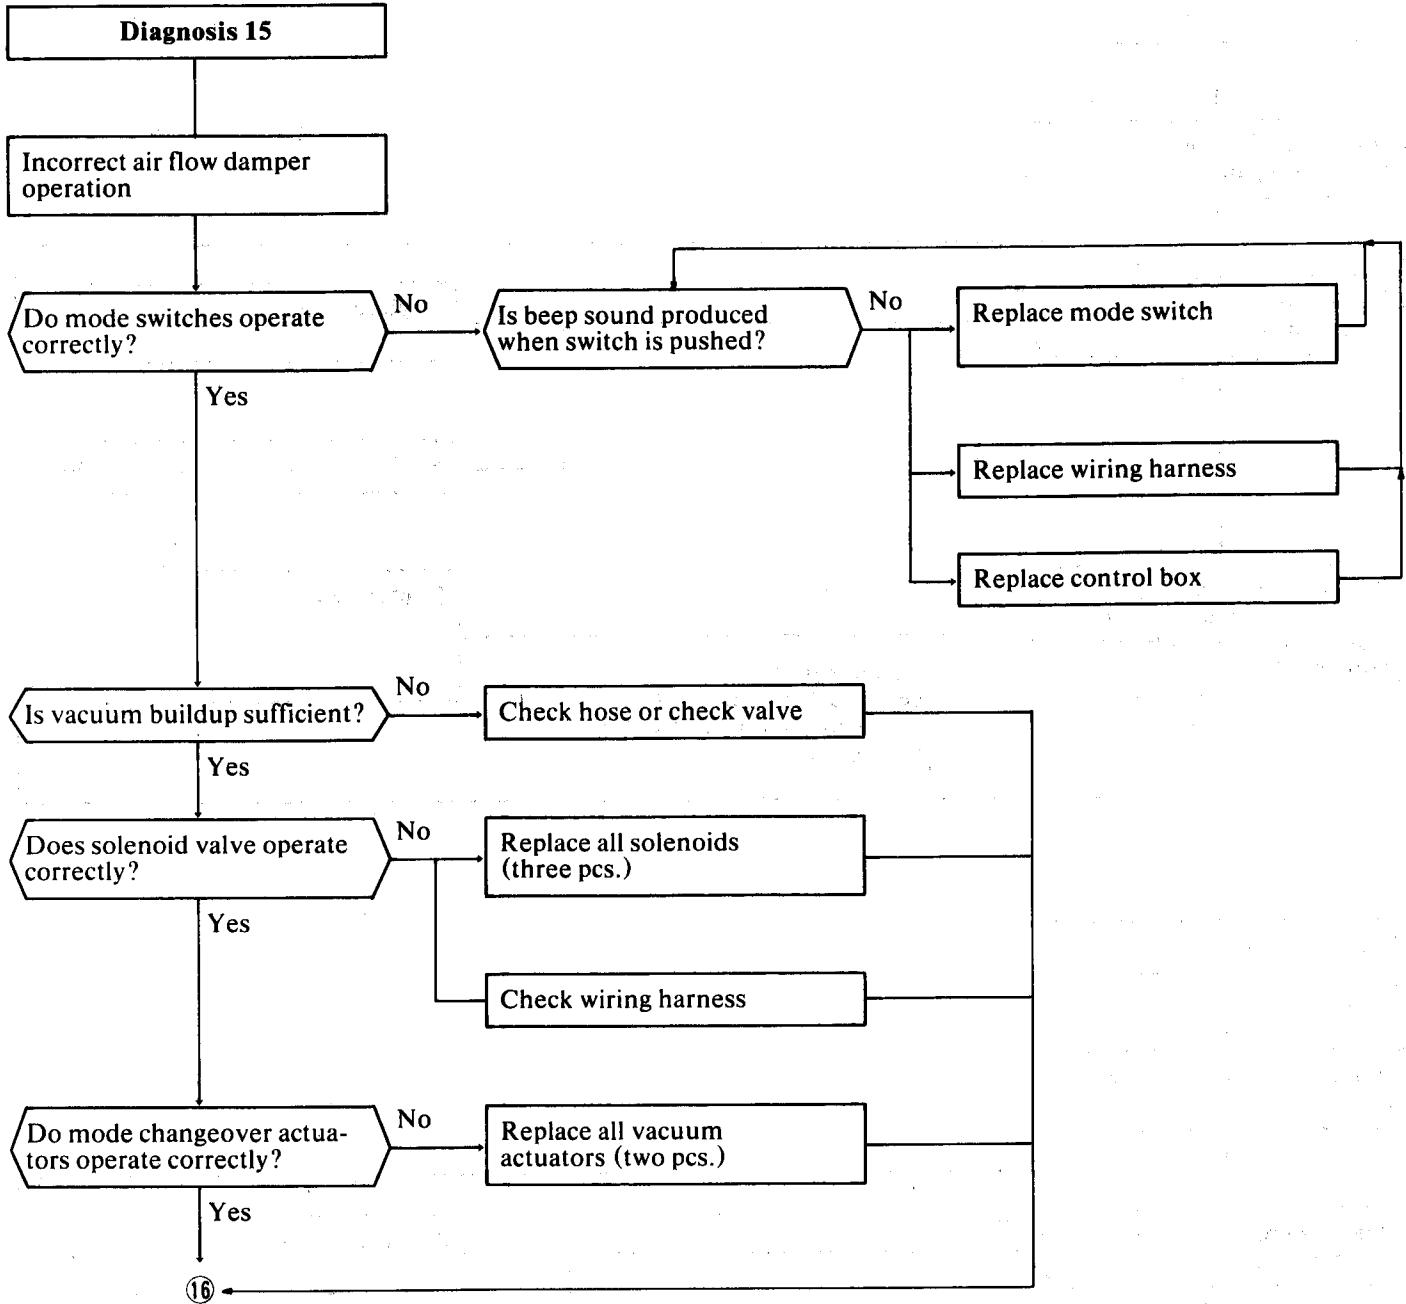 Diagnosis 15
Incorrect air flow damper
operation
Do mode switches operate
correctly?
No
Is beep sound produced
when switch is pushed?
No
Replace mode switch
Yes
Replace wiring harness
Replace control box
Is vacuum buildup sufficient?
No
Check hose or check valve
Yes
Does solenoid valve operate
correctly?
No
Replace all solenoids
(three pcs.)
Yes
Check wiring harness
Do mode changeover actua-
tors operate correctly?
No
Replace all vacuum
actuators (two pcs.)
Yes
16